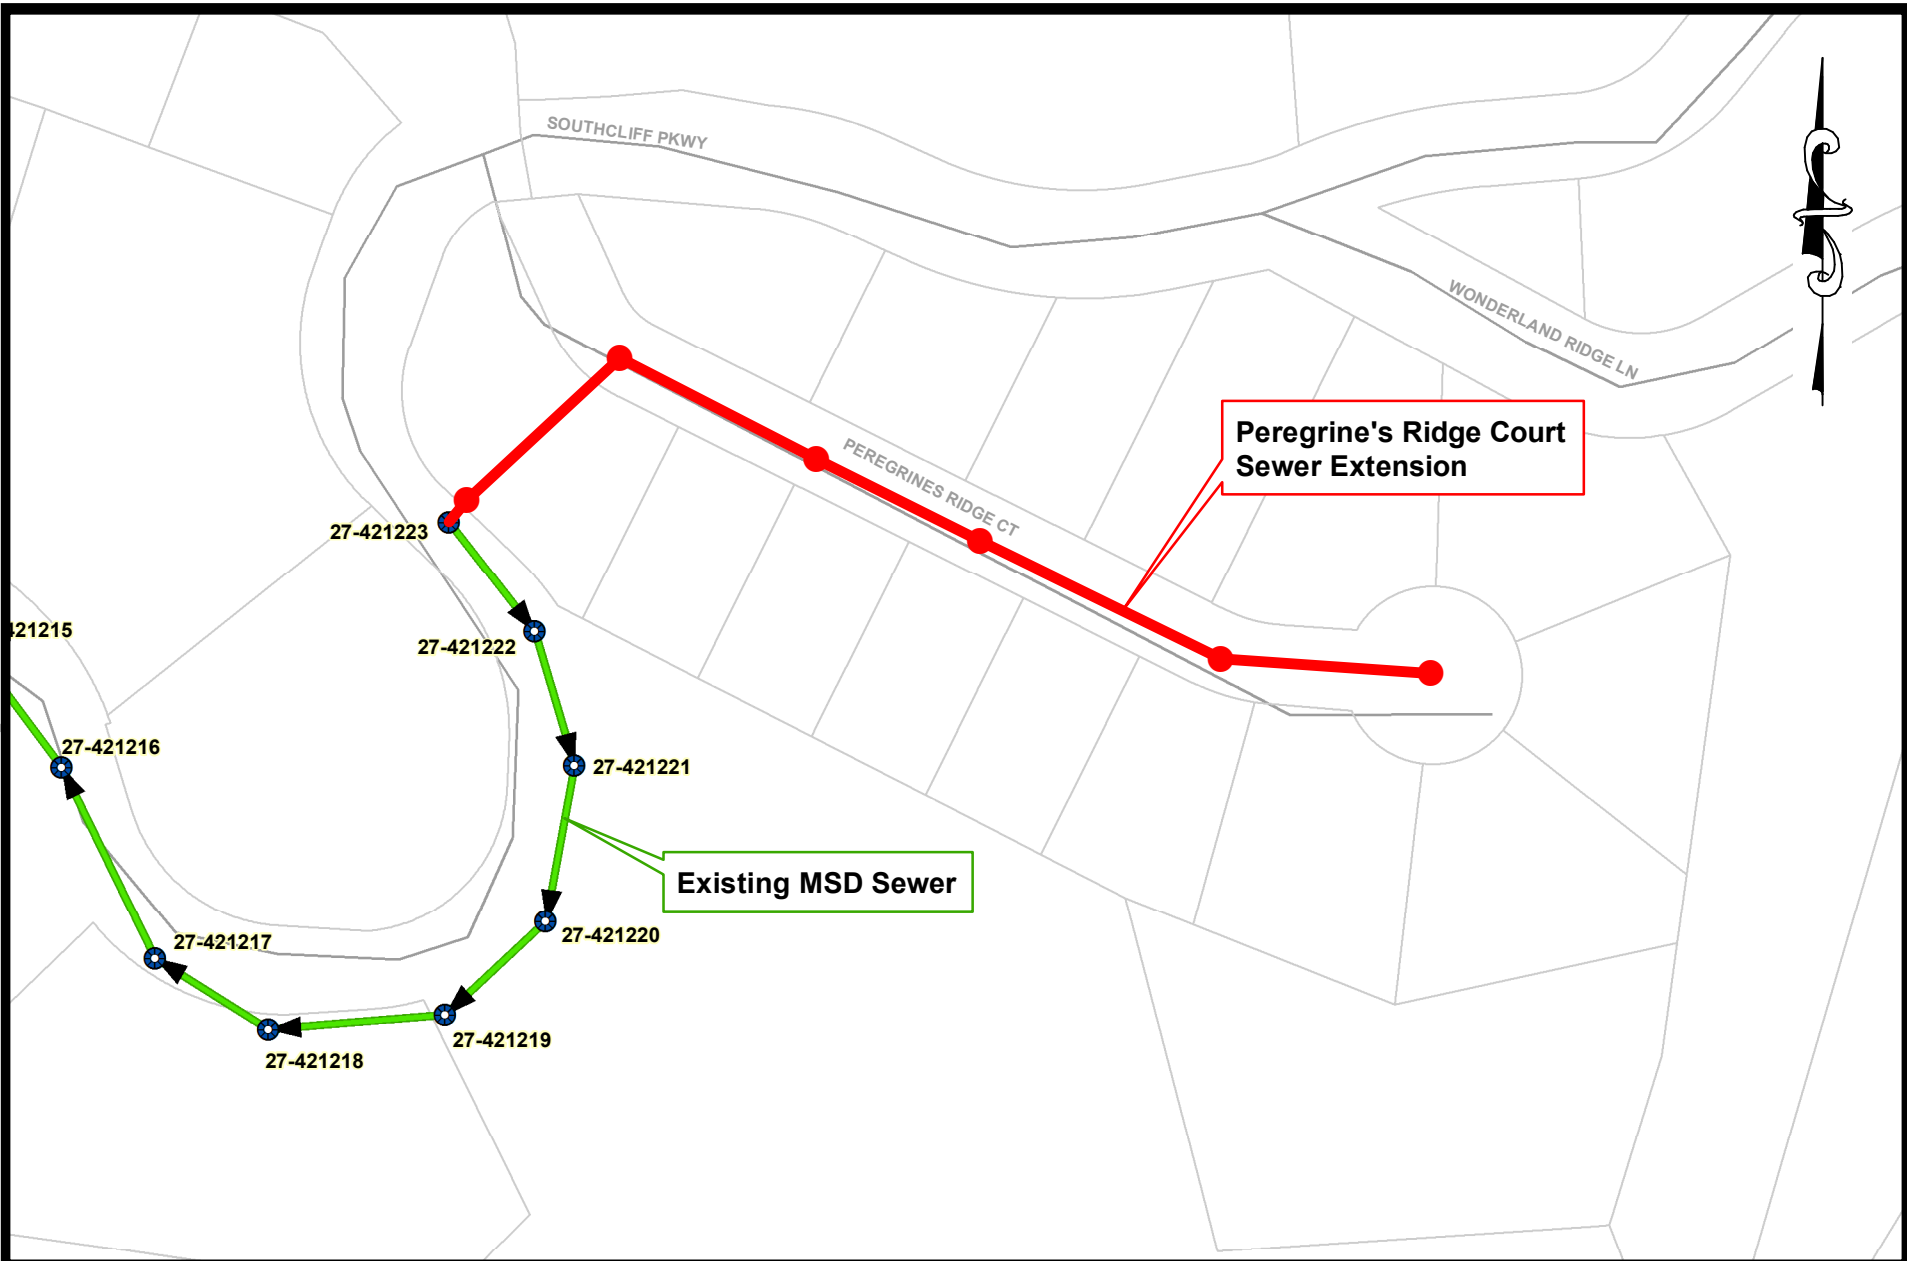 SOUTHCLIFF PKWY
WONDERLAND RIDGE LN
Peregrine's Ridge Court
Sewer Extension
PEREGRINES RIDGE CT
27-421223
421215
27-421222
27-421216
27-421221
Existing MSD Sewer
27-421220
27-421217
27-421219
27-421218